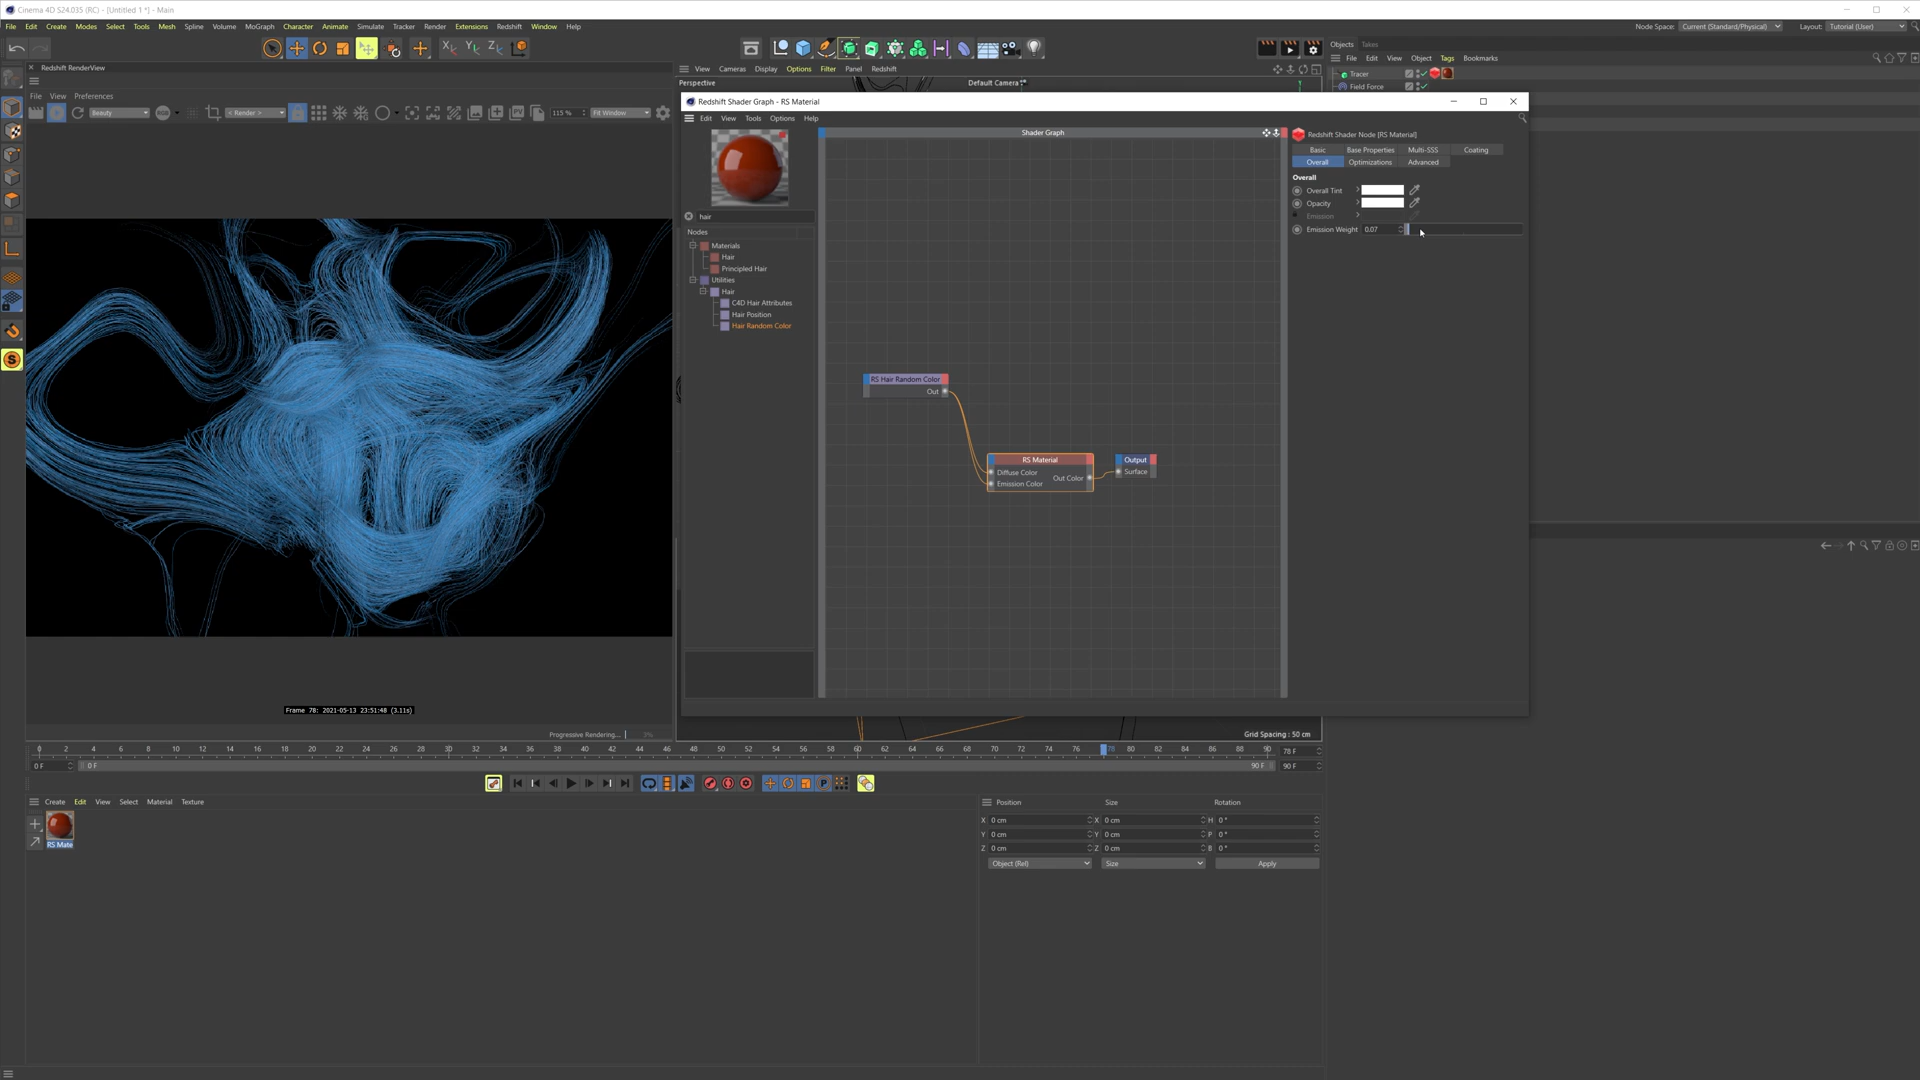 Cinema 4D S24.035 (RC) - [Untitled 1 *] - Main
File Edit Create Modes Select Tools Mesh Spline Volume MoGraph Character Animate Simulate Tracker Render Extensions Redshift Window Help
Node Space: Current (Standard/Physical) Layout: Tutorial (User)
X Y Z
Objects Takes
File Edit View Object Tags Bookmarks
Tracer
Field Force
Redshift RenderView
File View Preferences
Beauty < Render > 115 % Fit Window
View Cameras Display Options Filter Panel Redshift
Perspective Default Camera
Redshift Shader Graph - RS Material
Edit View Tools Options Help
hair
Nodes
Materials
Hair
Principled Hair
Utilities
Hair
C4D Hair Attributes
Hair Position
Hair Random Color
Shader Graph
RS Hair Random Color
Out
RS Material
Diffuse Color
Emission Color
Out Color
Output
Surface
Redshift Shader Node [RS Material]
Basic Base Properties Multi-SSS Coating
Overall Optimizations Advanced
Overall
Overall Tint
Opacity
Emission
Emission Weight 0.07
S
Frame 78: 2021-05-13 23:51:48 (3.11s)
Progressive Rendering... 3%
Grid Spacing : 50 cm
0 2 4 6 8 10 12 14 16 18 20 22 24 26 28 30 32 34 36 38 40 42 44 46 48 50 52 54 56 58 60 62 64 66 68 70 72 74 76 78 80 82 84 86 88 90 78 F
0 F 0 F 90 F 90 F
P
Create Edit View Select Material Texture
RS Mate
Position Size Rotation
X 0 cm X 0 cm H 0 °
Y 0 cm Y 0 cm P 0 °
Z 0 cm Z 0 cm B 0 °
Object (Rel) Size Apply